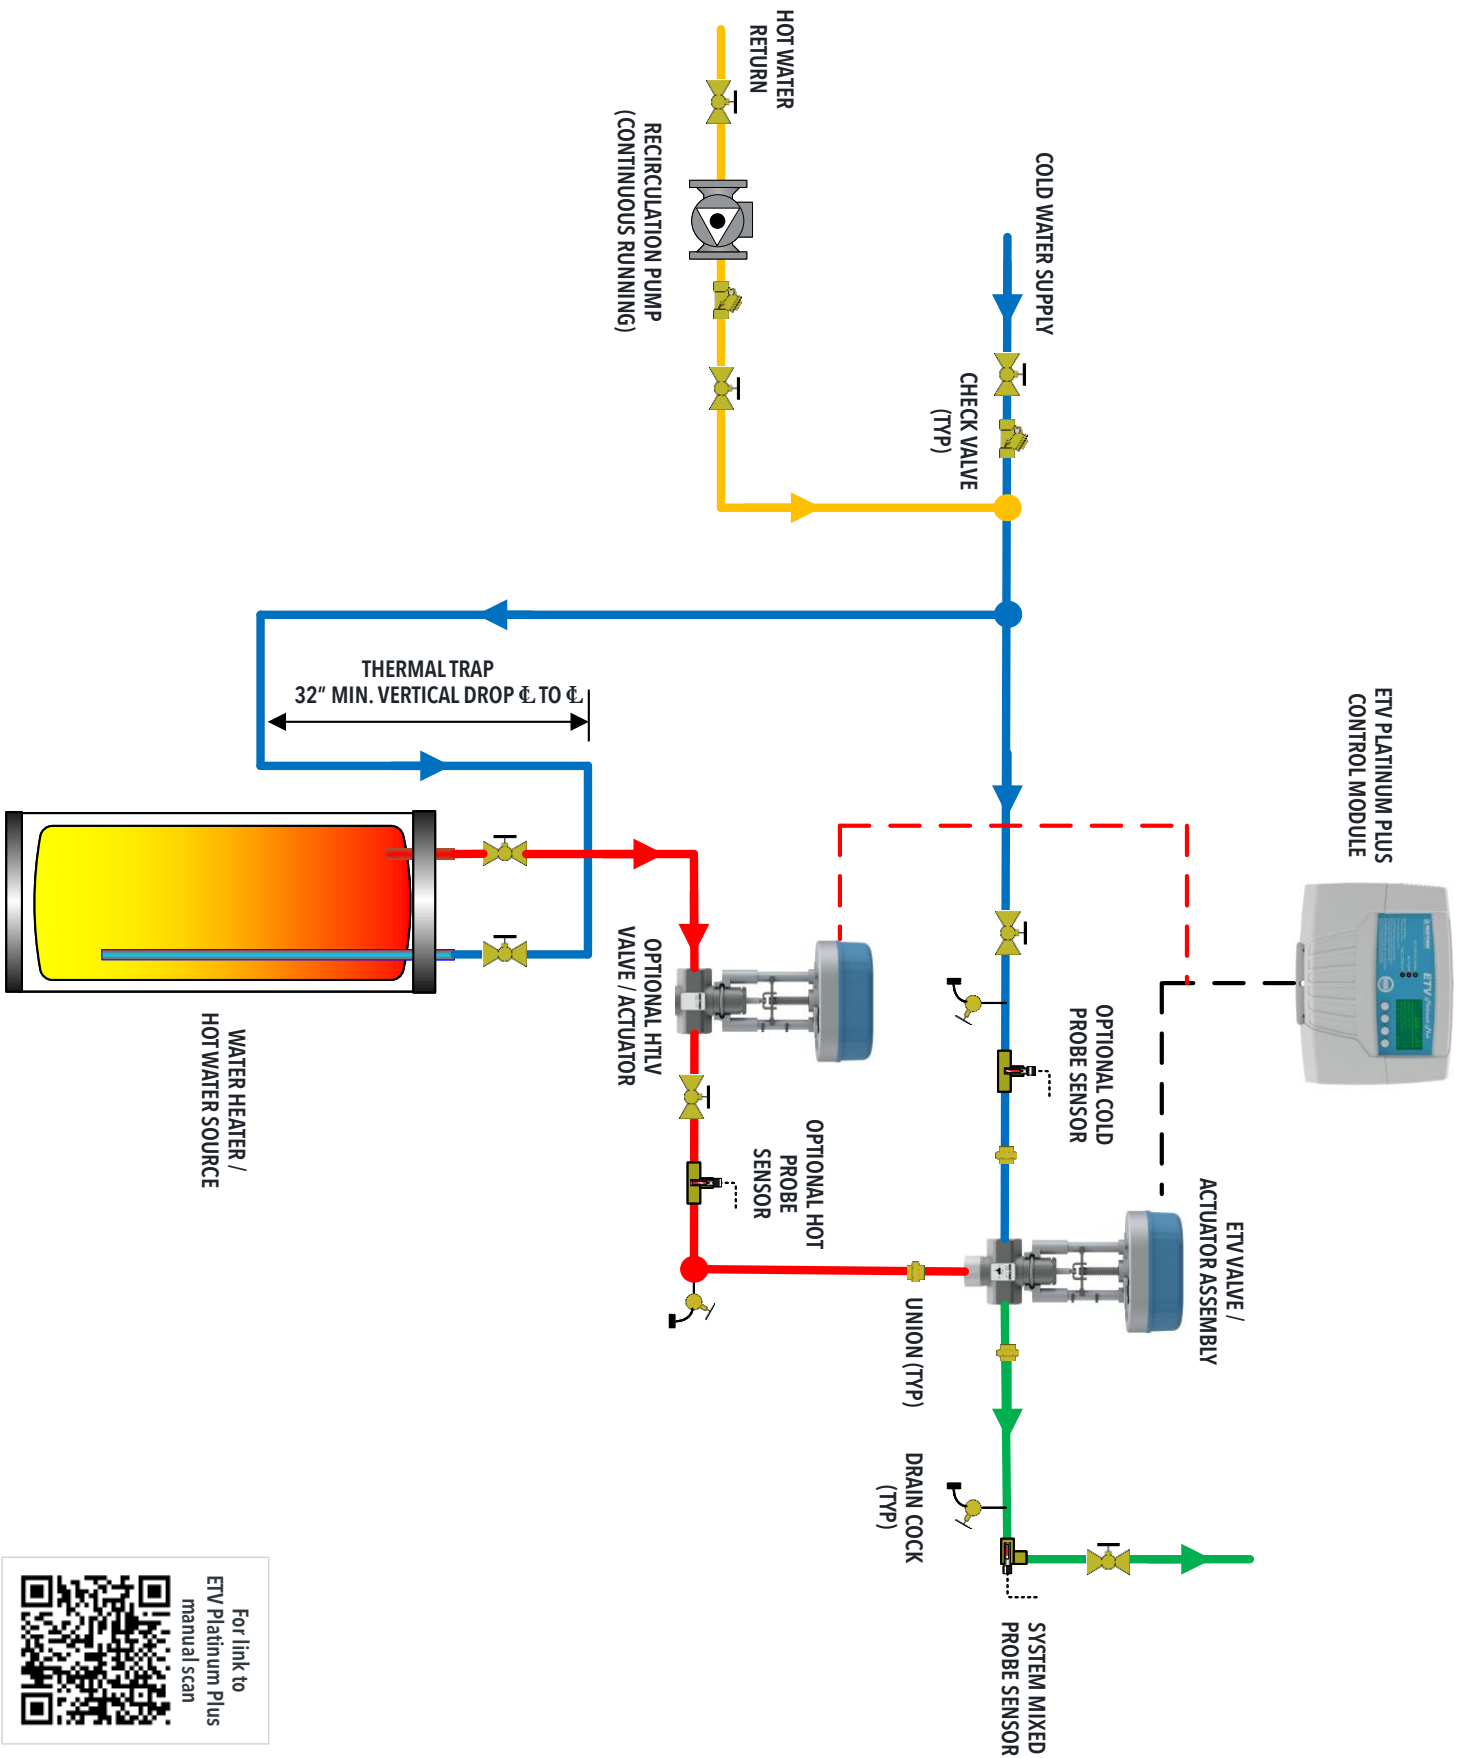 HOT WATER
RETURN
RECIRCULATION PUMP
(CONTINUOUS RUNNING)
COLD WATER SUPPLY
CHECK VALVE
(TYP)
THERMAL TRAP
32" MIN. VERTICAL DROP ℄ TO ℄
ETV PLATINUM PLUS
CONTROL MODULE
ETV Platinum Plus
OPTIONAL HTLV
VALVE / ACTUATOR
OPTIONAL COLD
PROBE SENSOR
OPTIONAL HOT
PROBE
SENSOR
WATER HEATER /
HOT WATER SOURCE
ETV VALVE /
ACTUATOR ASSEMBLY
UNION (TYP)
DRAIN COCK
(TYP)
SYSTEM MIXED
PROBE SENSOR
For link to
ETV Platinum Plus
manual scan